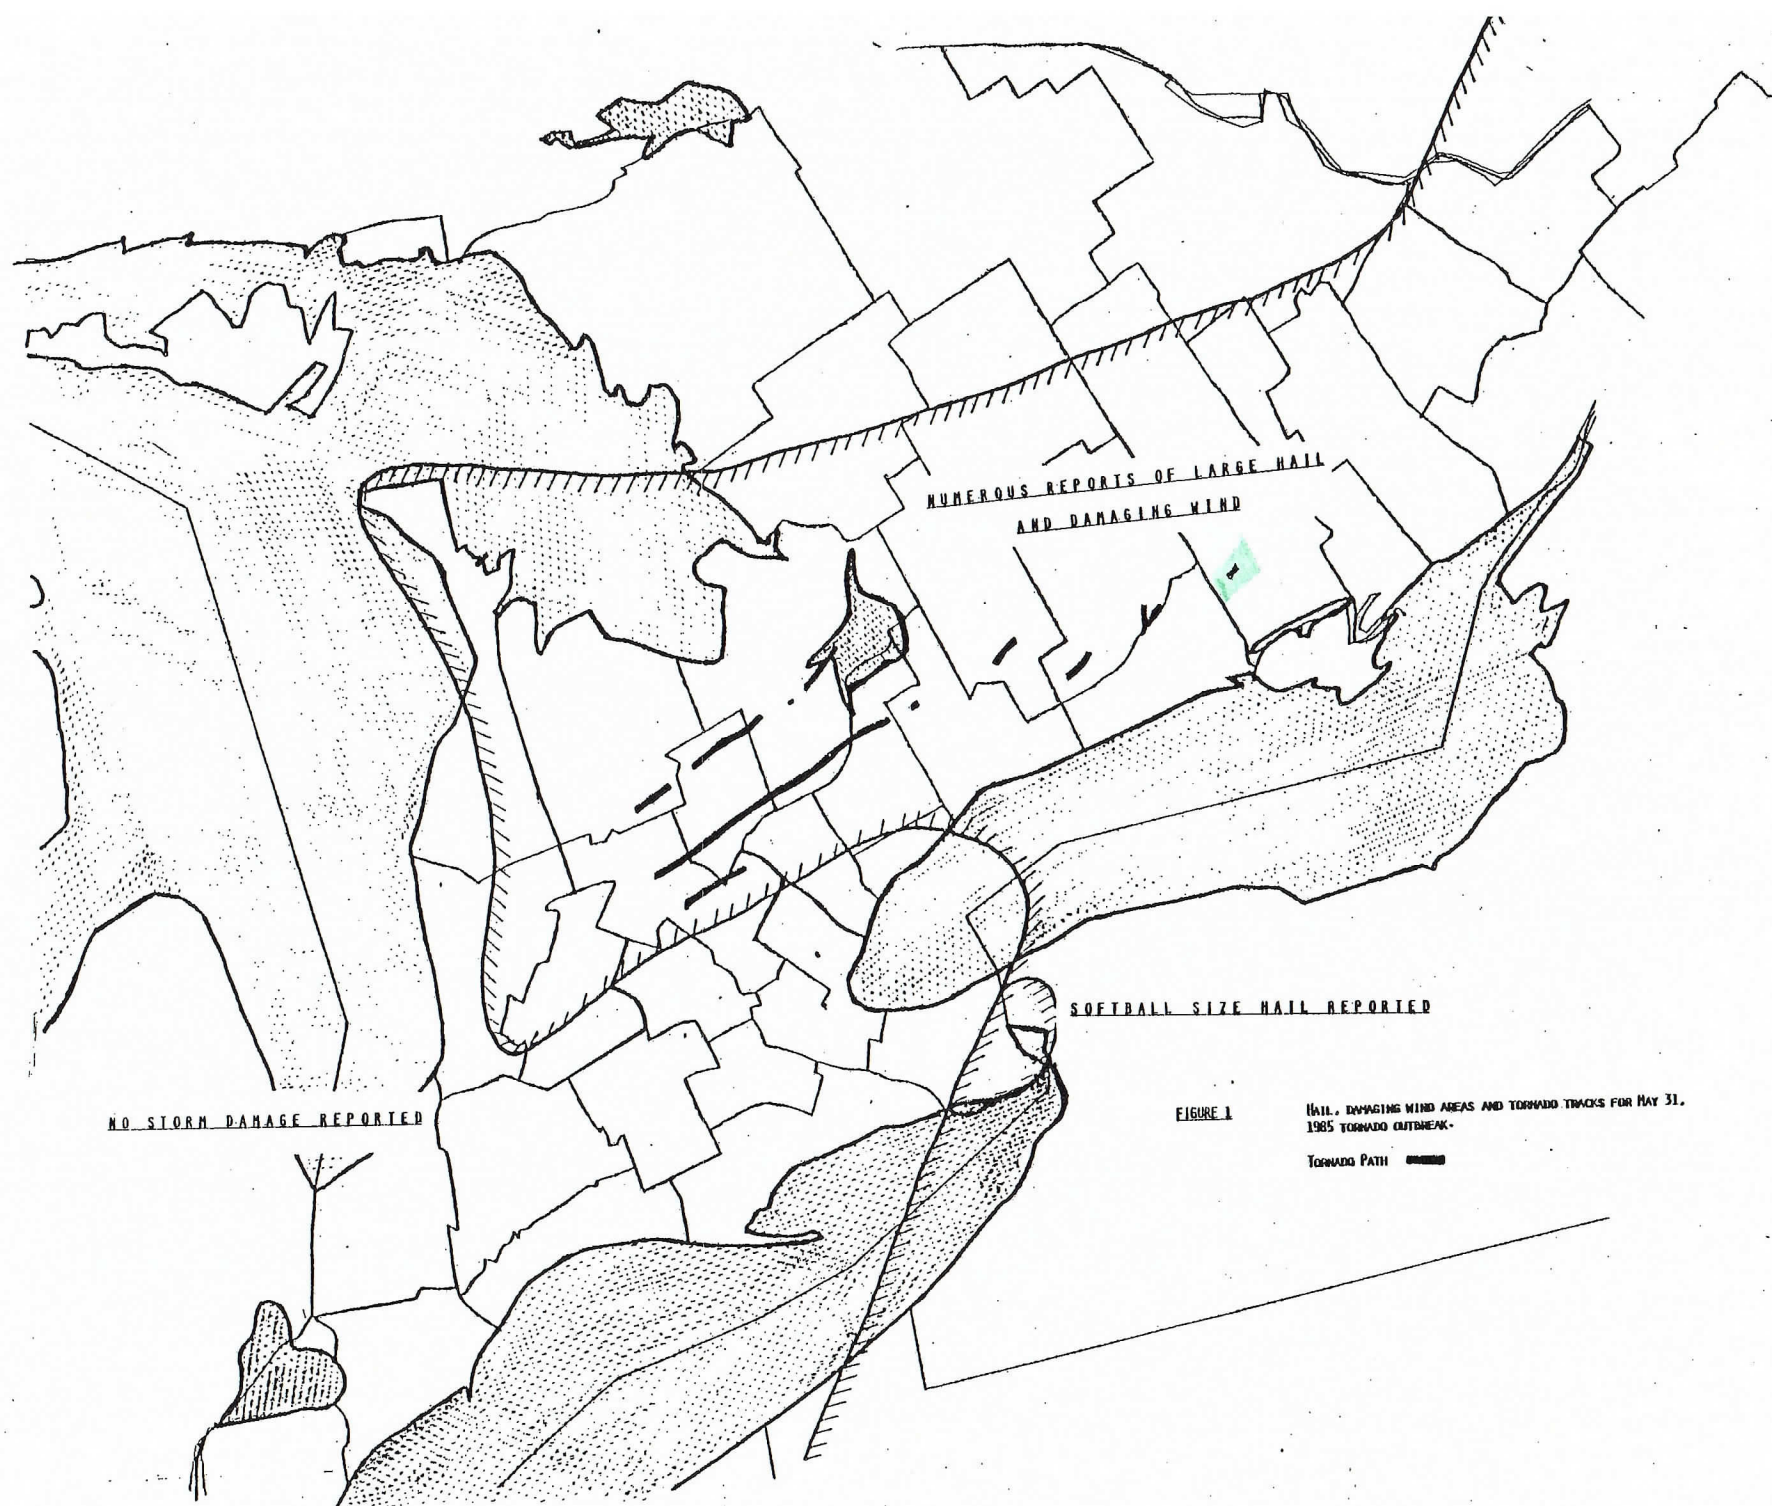 NUMEROUS REPORTS OF LARGE HAIL
AND DAMAGING WIND
SOFTBALL SIZE HAIL REPORTED
NO STORM DAMAGE REPORTED
FIGURE 1
HAIL, DAMAGING WIND AREAS AND TORNADO TRACKS FOR MAY 31,
1985 TORNADO OUTBREAK.
TORNADO PATH